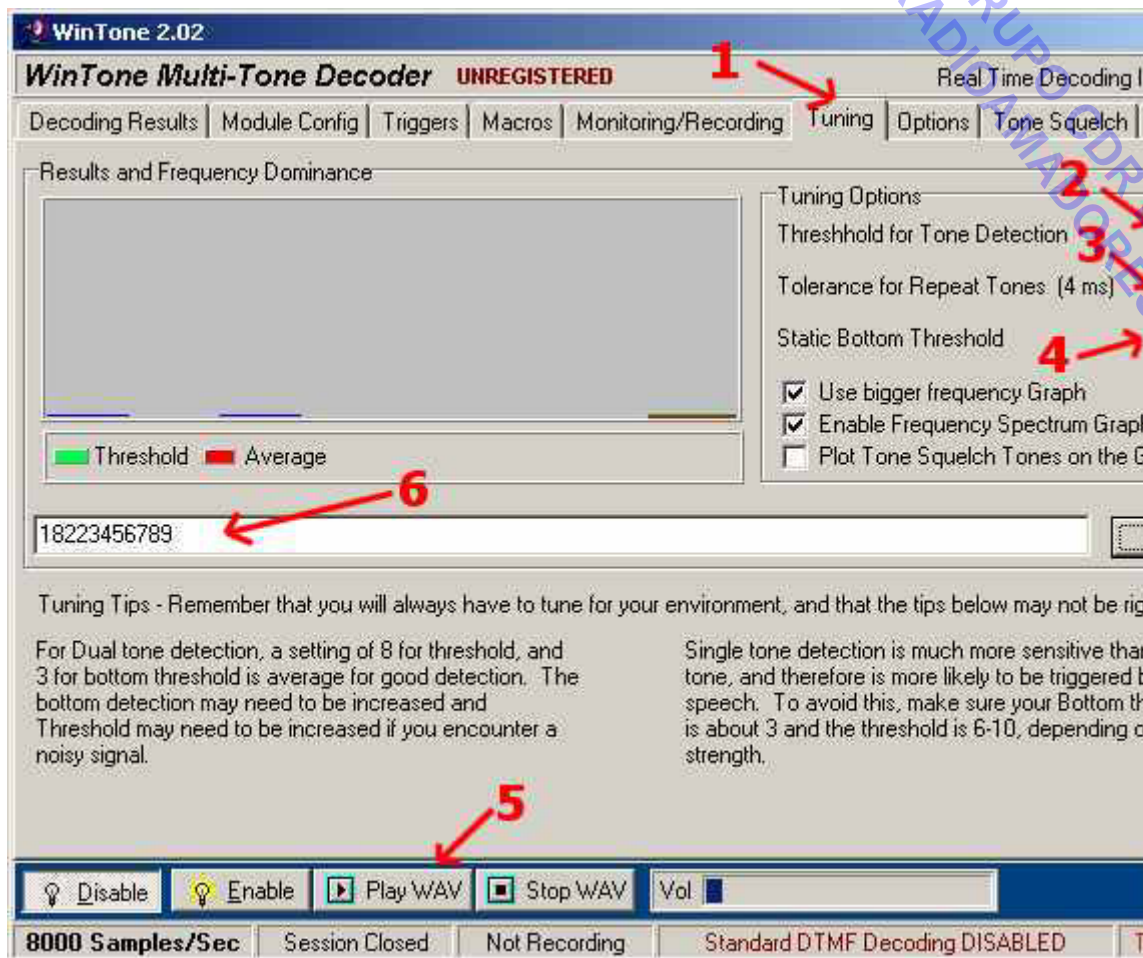 WinTone 2.02
WinTone Multi-Tone Decoder UNREGISTERED 1 Real Time Decoding
Decoding Results Module Config Triggers Macros Monitoring/Recording Tuning Options Tone Squelch
Results and Frequency Dominance
Tuning Options
2
Threshhold for Tone Detection
3
Tolerance for Repeat Tones (4 ms)
Static Bottom Threshold
4
Use bigger frequency Graph
Enable Frequency Spectrum Graph
Plot Tone Squelch Tones on the G
Threshold Average
6
18223456789
Tuning Tips - Remember that you will always have to tune for your environment, and that the tips below may not be rig
For Dual tone detection, a setting of 8 for threshold, and
3 for bottom threshold is average for good detection. The
bottom detection may need to be increased and
Threshold may need to be increased if you encounter a
noisy signal.
Single tone detection is much more sensitive than
tone, and therefore is more likely to be triggered b
speech. To avoid this, make sure your Bottom th
is about 3 and the threshold is 6-10, depending o
strength.
5
Disable Enable Play WAV Stop WAV Vol
8000 Samples/Sec Session Closed Not Recording Standard DTMF Decoding DISABLED T
RUPO CDR
RADIOAMADORES